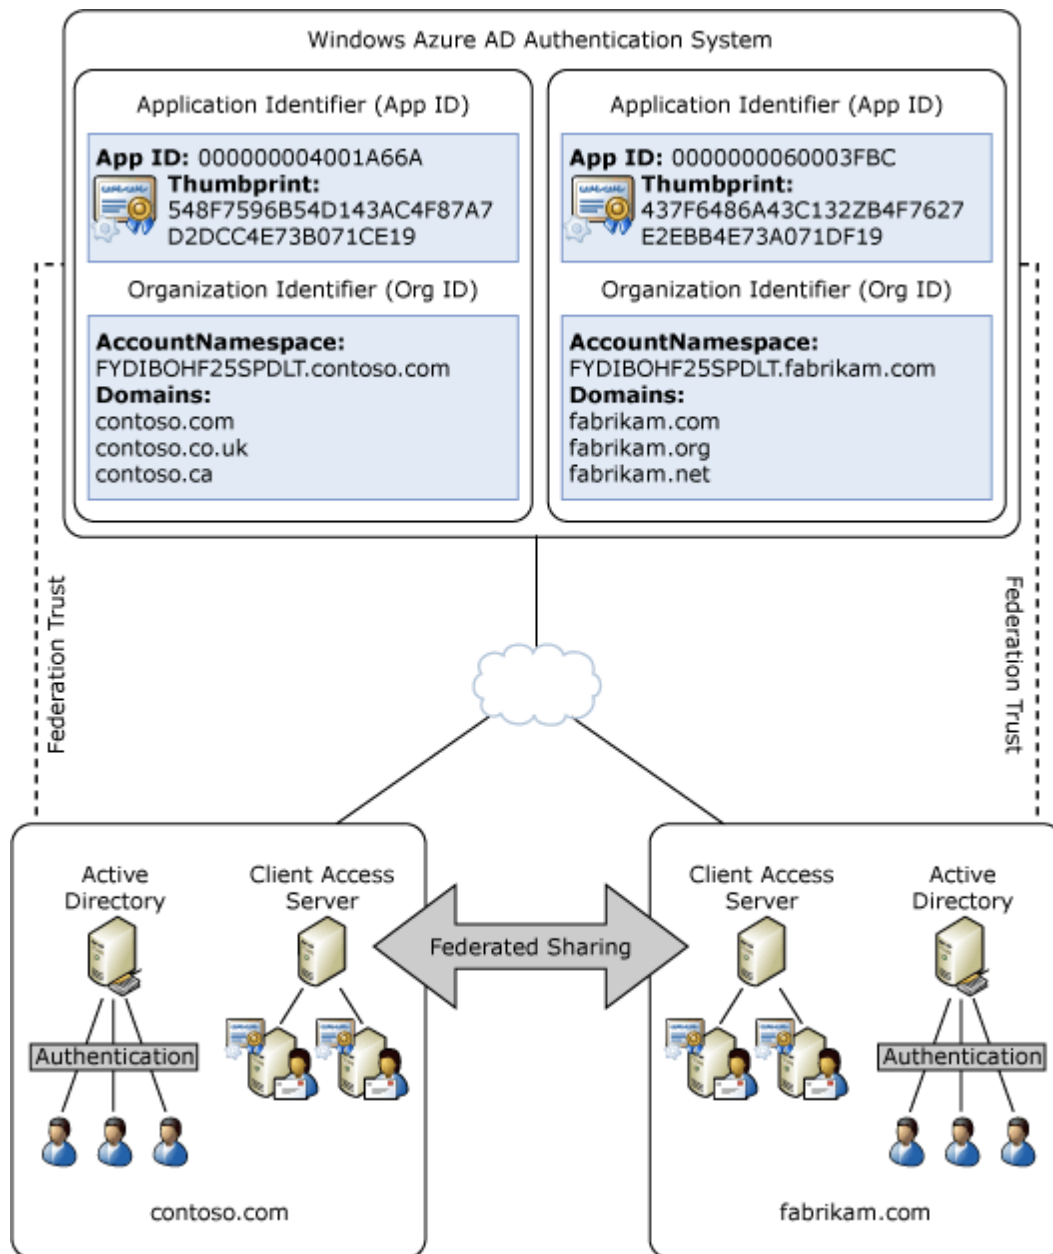 Windows Azure AD Authentication System
Application Identifier (App ID)
App ID: 000000004001A66A
Thumbprint:
548F7596B54D143AC4F87A7
D2DCC4E73B071CE19
Organization Identifier (Org ID)
AccountNamespace:
FYDIBOHF25SPDLT.contoso.com
Domains:
contoso.com
contoso.co.uk
contoso.ca
Application Identifier (App ID)
App ID: 0000000060003FBC
Thumbprint:
437F6486A43C132ZB4F7627
E2EBB4E73A071DF19
Organization Identifier (Org ID)
AccountNamespace:
FYDIBOHF25SPDLT.fabrikam.com
Domains:
fabrikam.com
fabrikam.org
fabrikam.net
Federation Trust
Federation Trust
Active
Directory
Client Access
Server
Authentication
contoso.com
Federated Sharing
Client Access
Server
Active
Directory
Authentication
fabrikam.com